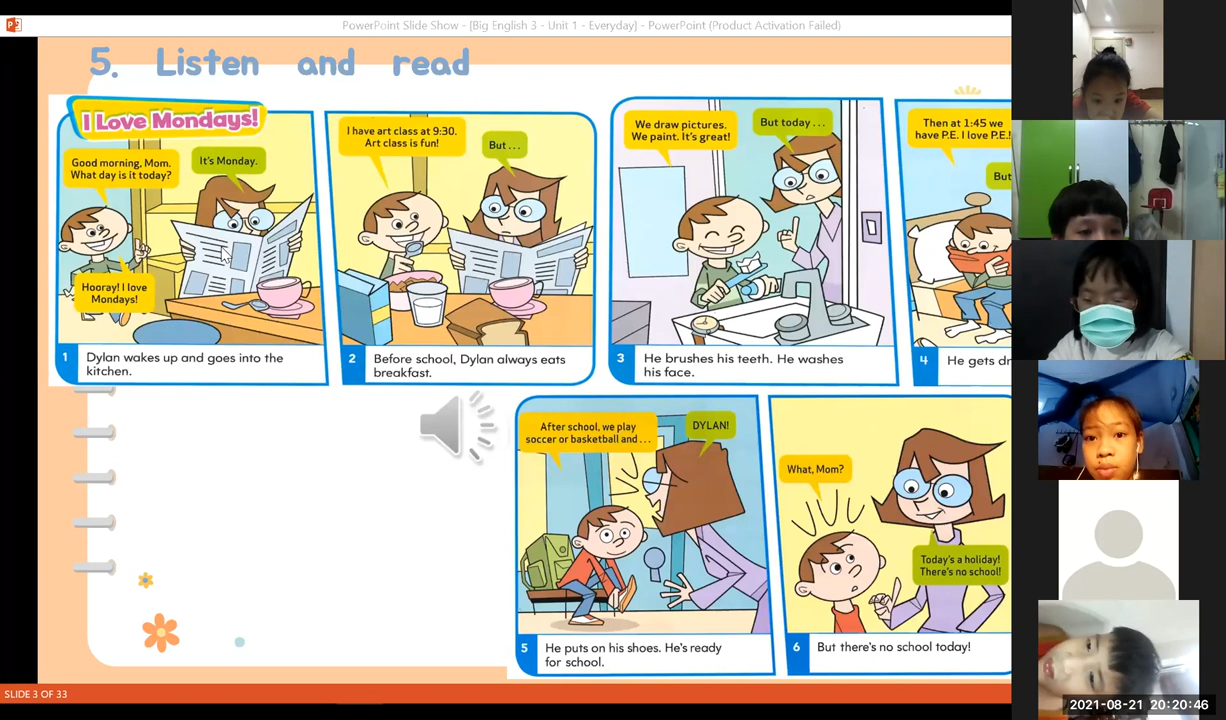 PowerPoint Slide Show - [Big English 3 - Unit 1 - Everyday] - PowerPoint (Product Activation Failed)
5. Listen and read
I Love Mondays!
Good morning, Mom.
What day is it today?
It's Monday.
Hooray! I love
Mondays!
1 Dylan wakes up and goes into the
kitchen.
I have art class at 9:30.
Art class is fun!
But . . .
2 Before school, Dylan always eats
breakfast.
We draw pictures.
We paint. It's great!
But today . . .
3 He brushes his teeth. He washes
his face.
Then at 1:45 we
have P.E. I love P.E.!
But
4 He gets dr
After school, we play
soccer or basketball and . . .
DYLAN!
5 He puts on his shoes. He's ready
for school.
What, Mom?
Today's a holiday!
There's no school!
6 But there's no school today!
SLIDE 3 OF 33
2021-08-21 20:20:46